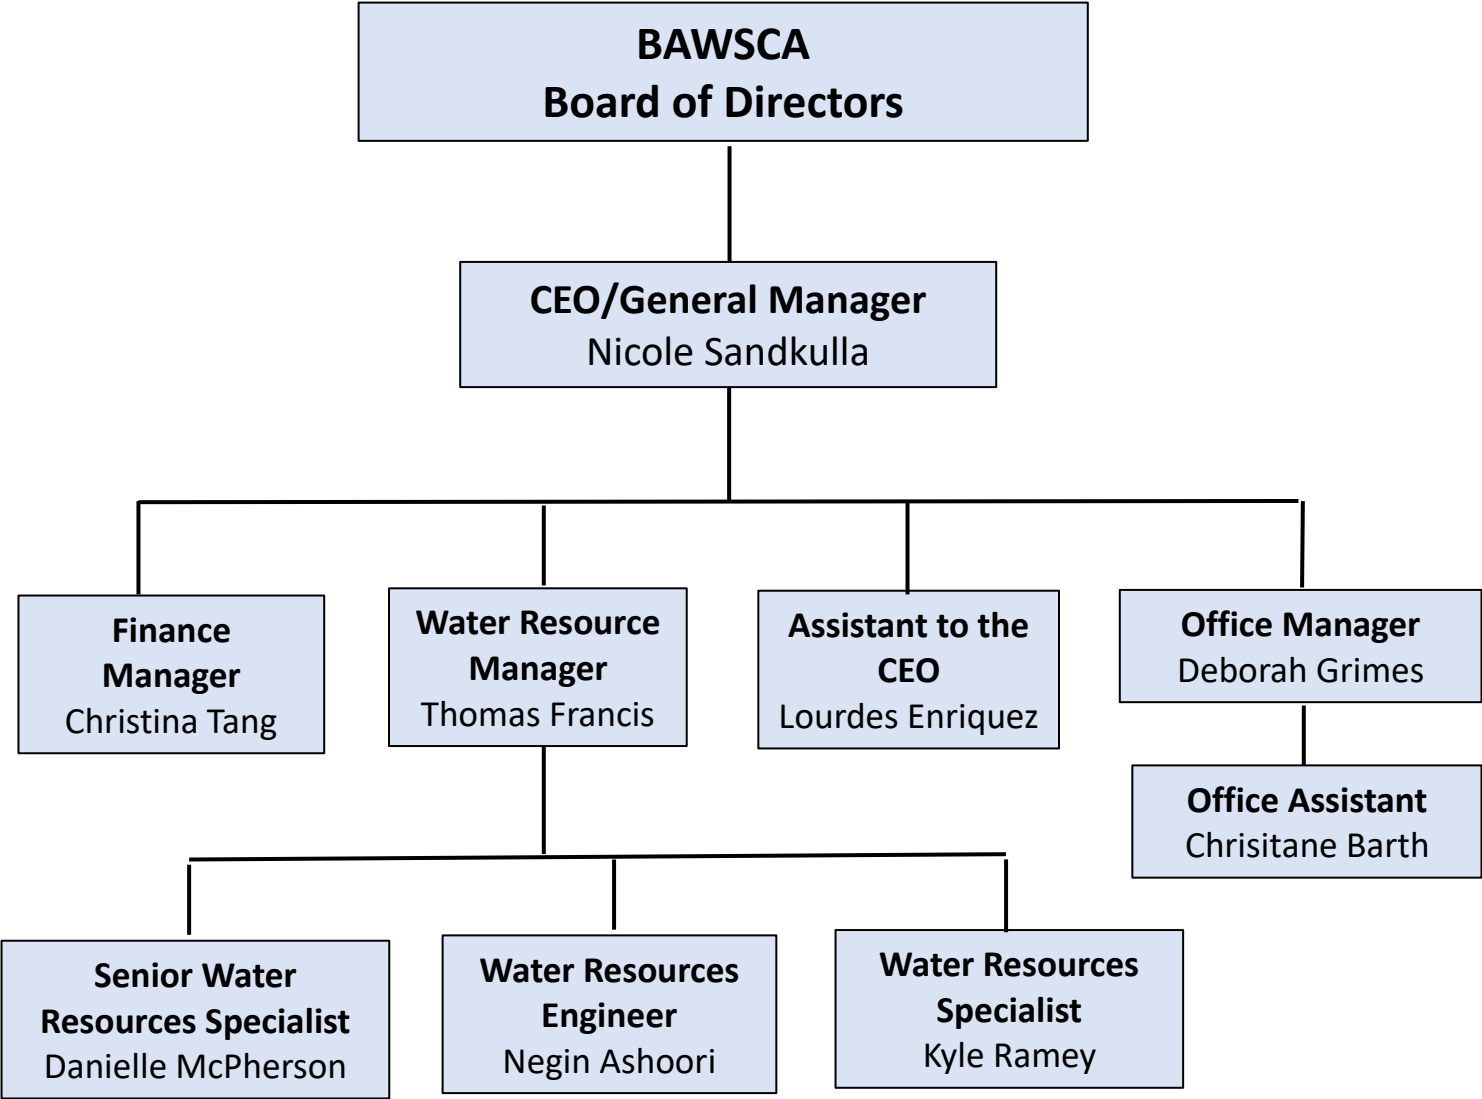 BAWSCA
Board of Directors
CEO/General Manager
Nicole Sandkulla
Finance
Manager
Christina Tang
Water Resource
Manager
Thomas Francis
Assistant to the
CEO
Lourdes Enriquez
Office Manager
Deborah Grimes
Office Assistant
Chrisitane Barth
Senior Water
Resources Specialist
Danielle McPherson
Water Resources
Engineer
Negin Ashoori
Water Resources
Specialist
Kyle Ramey